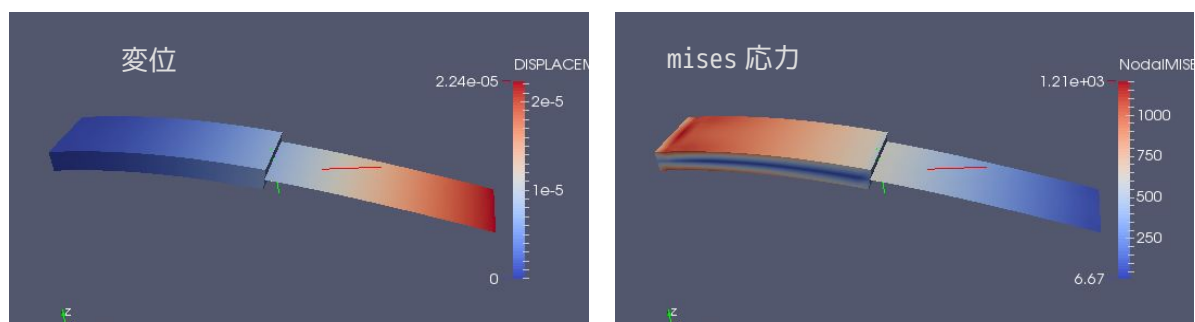 変位
DISPLACEM
2.24e-05
2e-5
1e-5
0
z
mises 応力
NodalMISE
1.21e+03
1000
750
500
250
6.67
z